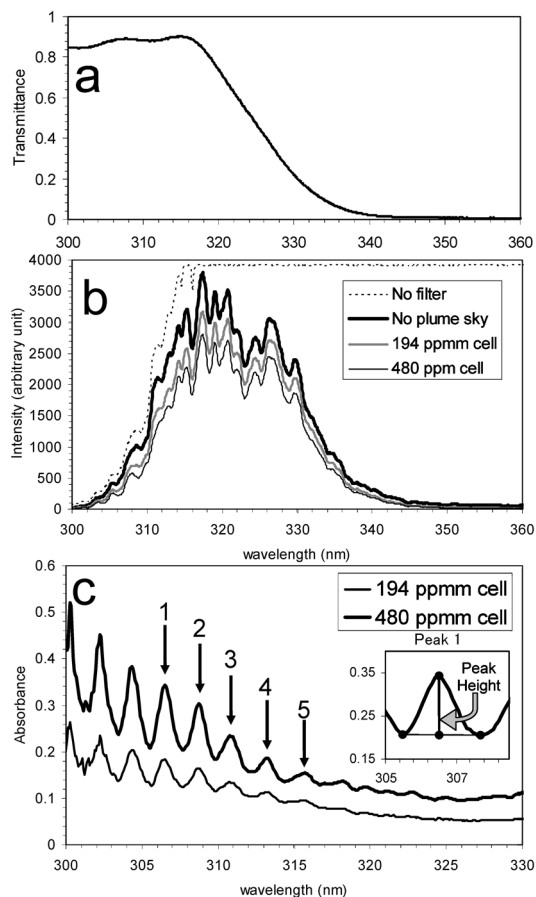 a
Transmittance
1
0.8
0.6
0.4
0.2
0
300 310 320 330 340 350 360
b
Intensity (arbitrary unit)
4000
3500
3000
2500
2000
1500
1000
500
0
No filter
No plume sky
194 ppmm cell
480 ppm cell
300 310 320 330 340 350 360
wavelength (nm)
c
Absorbance
0.6
0.5
0.4
0.3
0.2
0.1
0
1
2
3
4
5
194 ppmm cell
480 ppmm cell
Peak 1
0.35
0.25
0.15
305 307
Peak
Height
300 305 310 315 320 325 330
wavelength (nm)